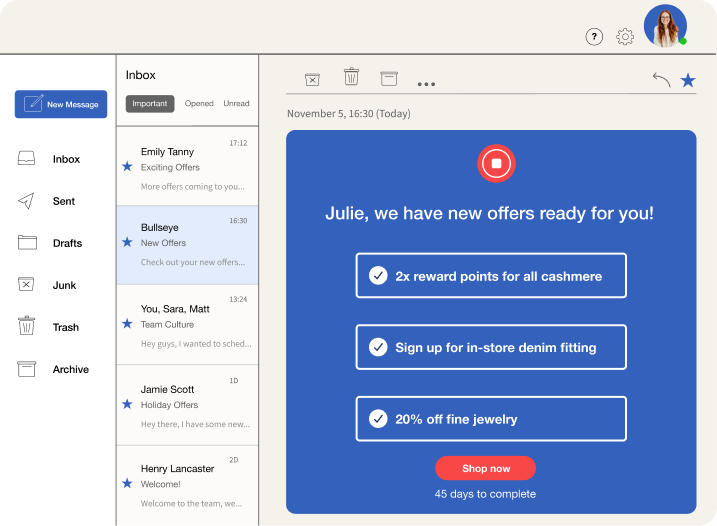 ?
New Message
Inbox
Sent
Drafts
Junk
Trash
Archive
Inbox
Important
Opened
Unread
17:12
Emily Tanny
Exciting Offers
More offers coming to you...
16:30
Bullseye
New Offers
Check out your new offers...
13:24
You, Sara, Matt
Team Culture
Hey guys, I wanted to sched...
1D
Jamie Scott
Holiday Offers
Hey there, I have some new...
2D
Henry Lancaster
Welcome!
Welcome to the team, we...
November 5, 16:30 (Today)
Julie, we have new offers ready for you!
2x reward points for all cashmere
Sign up for in-store denim fitting
20% off fine jewelry
Shop now
45 days to complete